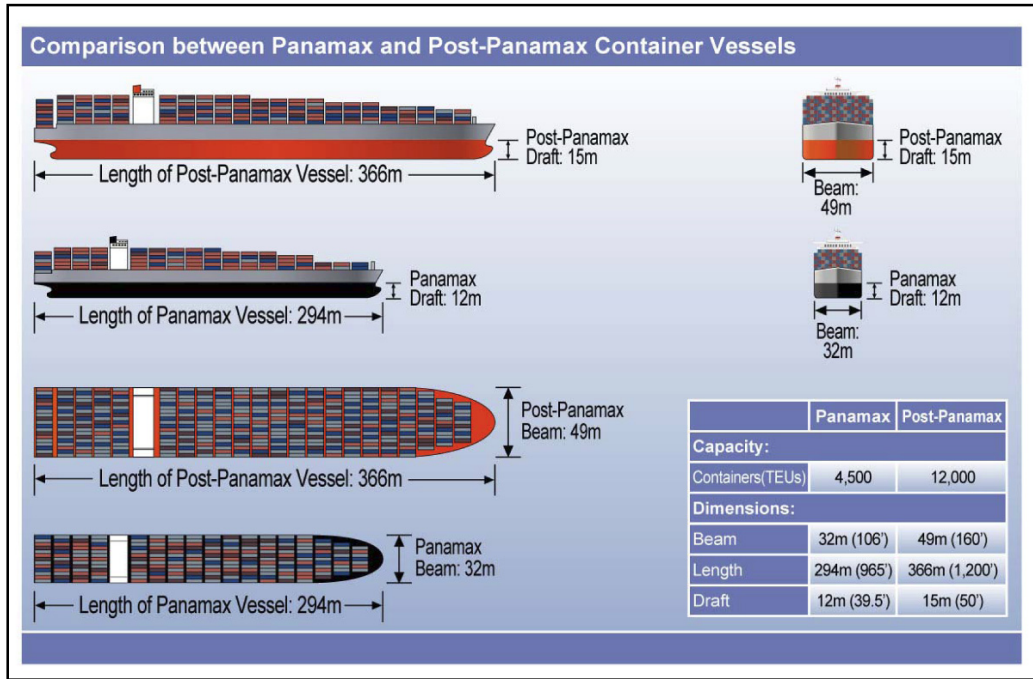 Comparison between Panamax and Post-Panamax Container Vessels
Post-Panamax
Draft: 15m
Length of Post-Panamax Vessel: 366m
Post-Panamax
Draft: 15m
Beam:
49m
Panamax
Draft: 12m
Length of Panamax Vessel: 294m
Panamax
Draft: 12m
Beam:
32m
Post-Panamax
Beam: 49m
Length of Post-Panamax Vessel: 366m
Panamax
Beam: 32m
Length of Panamax Vessel: 294m
Panamax Post-Panamax
Capacity:
Containers(TEUs) 4,500 12,000
Dimensions:
Beam 32m (106') 49m (160')
Length 294m (965') 366m (1,200')
Draft 12m (39.5') 15m (50')